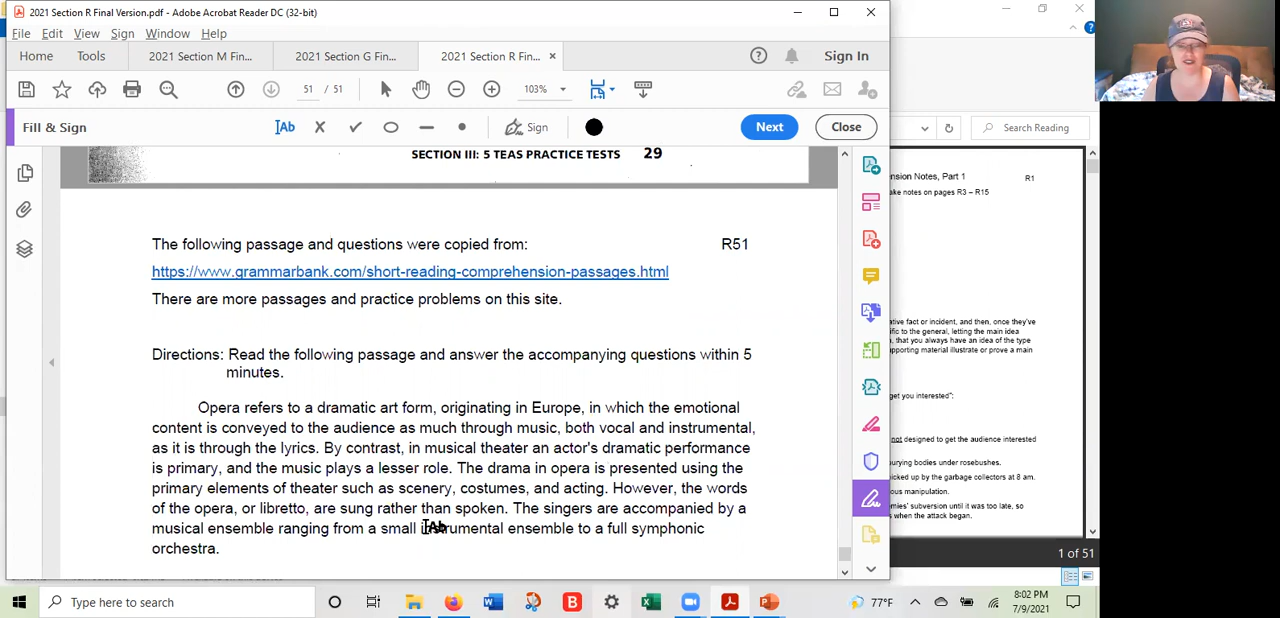 2021 Section R Final Version.pdf - Adobe Acrobat Reader DC (32-bit)
File Edit View Sign Window Help
Home Tools 2021 Section M Fin... 2021 Section G Fin... 2021 Section R Fin... × Sign In
51 / 51 103%
Fill & Sign Ab Sign Next Close
Search Reading
SECTION III: 5 TEAS PRACTICE TESTS 29
The following passage and questions were copied from: R51
https://www.grammarbank.com/short-reading-comprehension-passages.html
There are more passages and practice problems on this site.
Directions: Read the following passage and answer the accompanying questions within 5
minutes.
Opera refers to a dramatic art form, originating in Europe, in which the emotional
content is conveyed to the audience as much through music, both vocal and instrumental,
as it is through the lyrics. By contrast, in musical theater an actor's dramatic performance
is primary, and the music plays a lesser role. The drama in opera is presented using the
primary elements of theater such as scenery, costumes, and acting. However, the words
of the opera, or libretto, are sung rather than spoken. The singers are accompanied by a
musical ensemble ranging from a small instrumental ensemble to a full symphonic
orchestra.
Ab
ension Notes, Part 1 R1
ake notes on pages R3 – R15
ative fact or incident, and then, once they've
ific to the general, letting the main idea
, that you always have an idea of the type
upporting material illustrate or prove a main
get you interested":
not designed to get the audience interested
urying bodies under rosebushes.
icked up by the garbage collectors at 8 am.
ous manipulation.
emies' subversion until it was too late, so
s when the attack began.
1 of 51
Type here to search
77°F
8:02 PM
7/9/2021